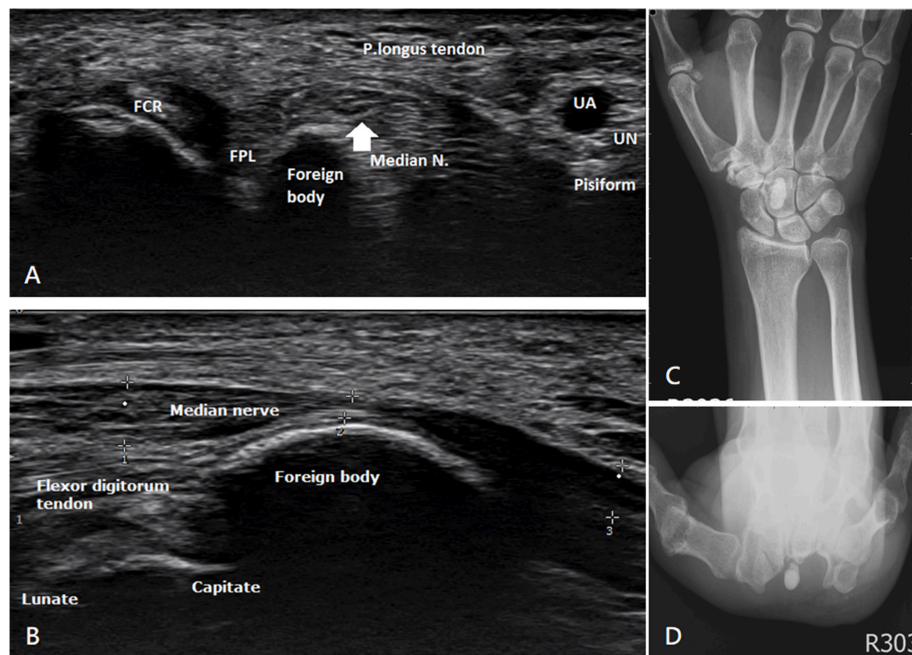 P.longus tendon
FCR
UA
UN
FPL
Median N.
Foreign
body
Pisiform
A
Median nerve
1
2
Foreign body
Flexor digitorum
tendon
1
3
Capitate
Lunate
B
C
D
R303